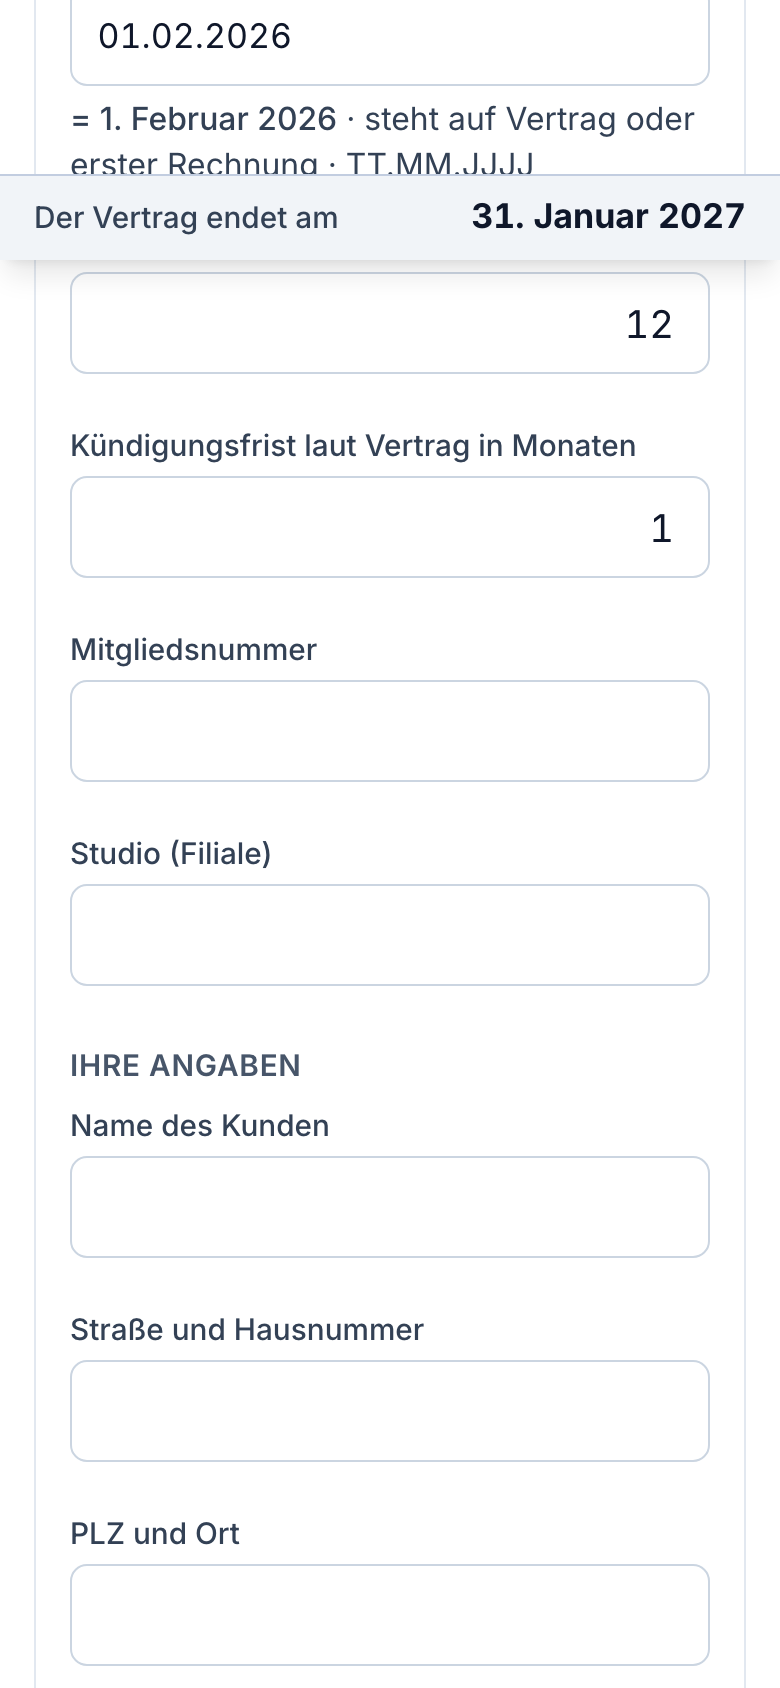 01.02.2026
= 1. Februar 2026 · steht auf Vertrag oder
erster Rechnung · TT.MM.JJJJ
Der Vertrag endet am 31. Januar 2027
12
Kündigungsfrist laut Vertrag in Monaten
1
Mitgliedsnummer
Studio (Filiale)
IHRE ANGABEN
Name des Kunden
Straße und Hausnummer
PLZ und Ort